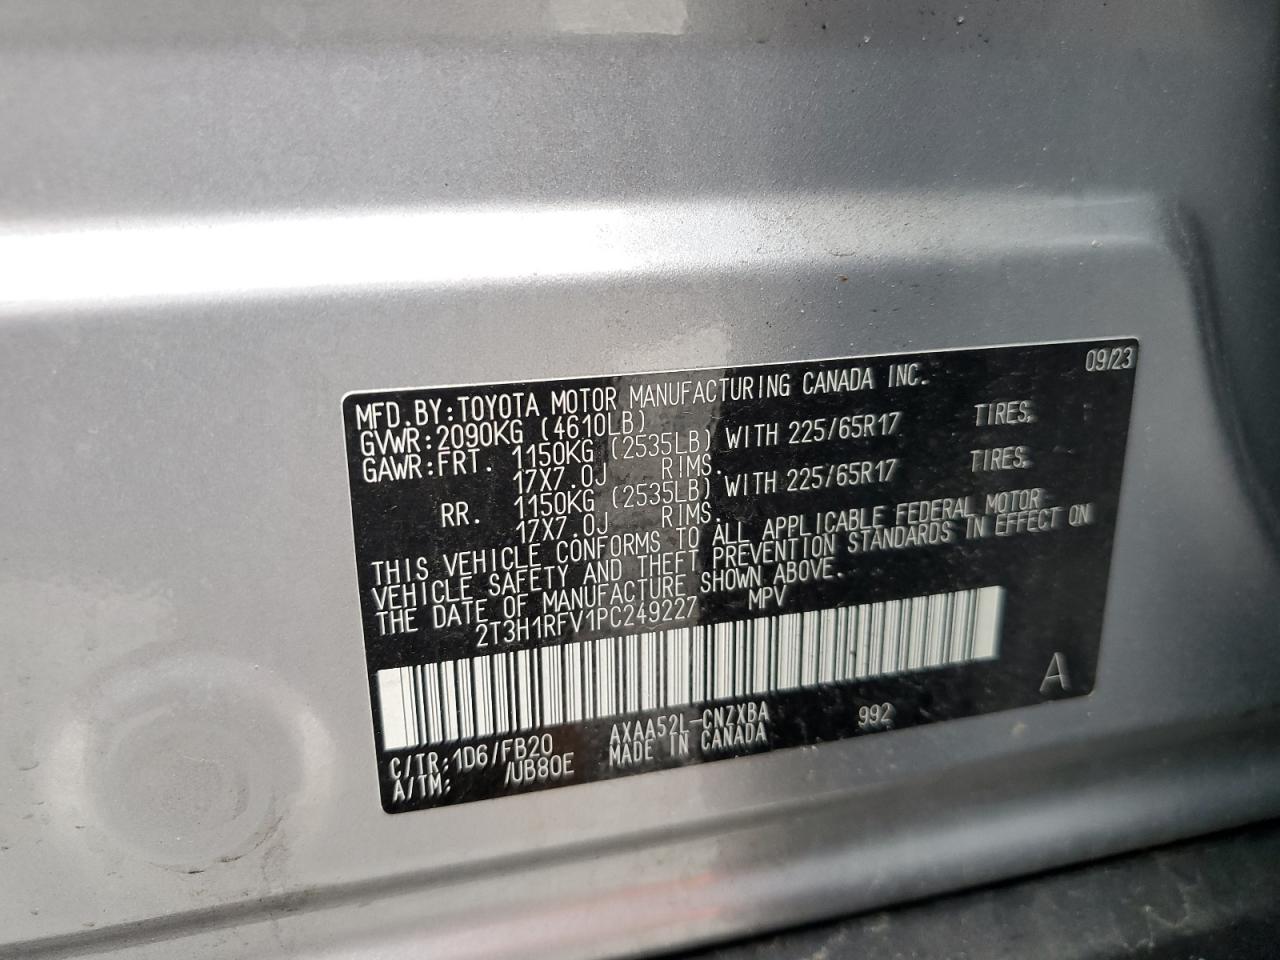 09/23
MFD.BY:TOYOTA MOTOR MANUFACTURING CANADA INC.
GVWR:2090KG (4610LB)
GAWR:FRT. 1150KG (2535LB) WITH 225/65R17 TIRES,
17X7.0J RIMS.
RR. 1150KG (2535LB) WITH 225/65R17 TIRES,
17X7.0J RIMS.
THIS VEHICLE CONFORMS TO ALL APPLICABLE FEDERAL MOTOR
VEHICLE SAFETY AND THEFT PREVENTION STANDARDS IN EFFECT ON
THE DATE OF MANUFACTURE SHOWN ABOVE.
2T3H1RFV1PC249227 MPV
A
C/TR:1D6/FB20 AXAA52L-CNZXBA 992
A/TM: /UB80E MADE IN CANADA